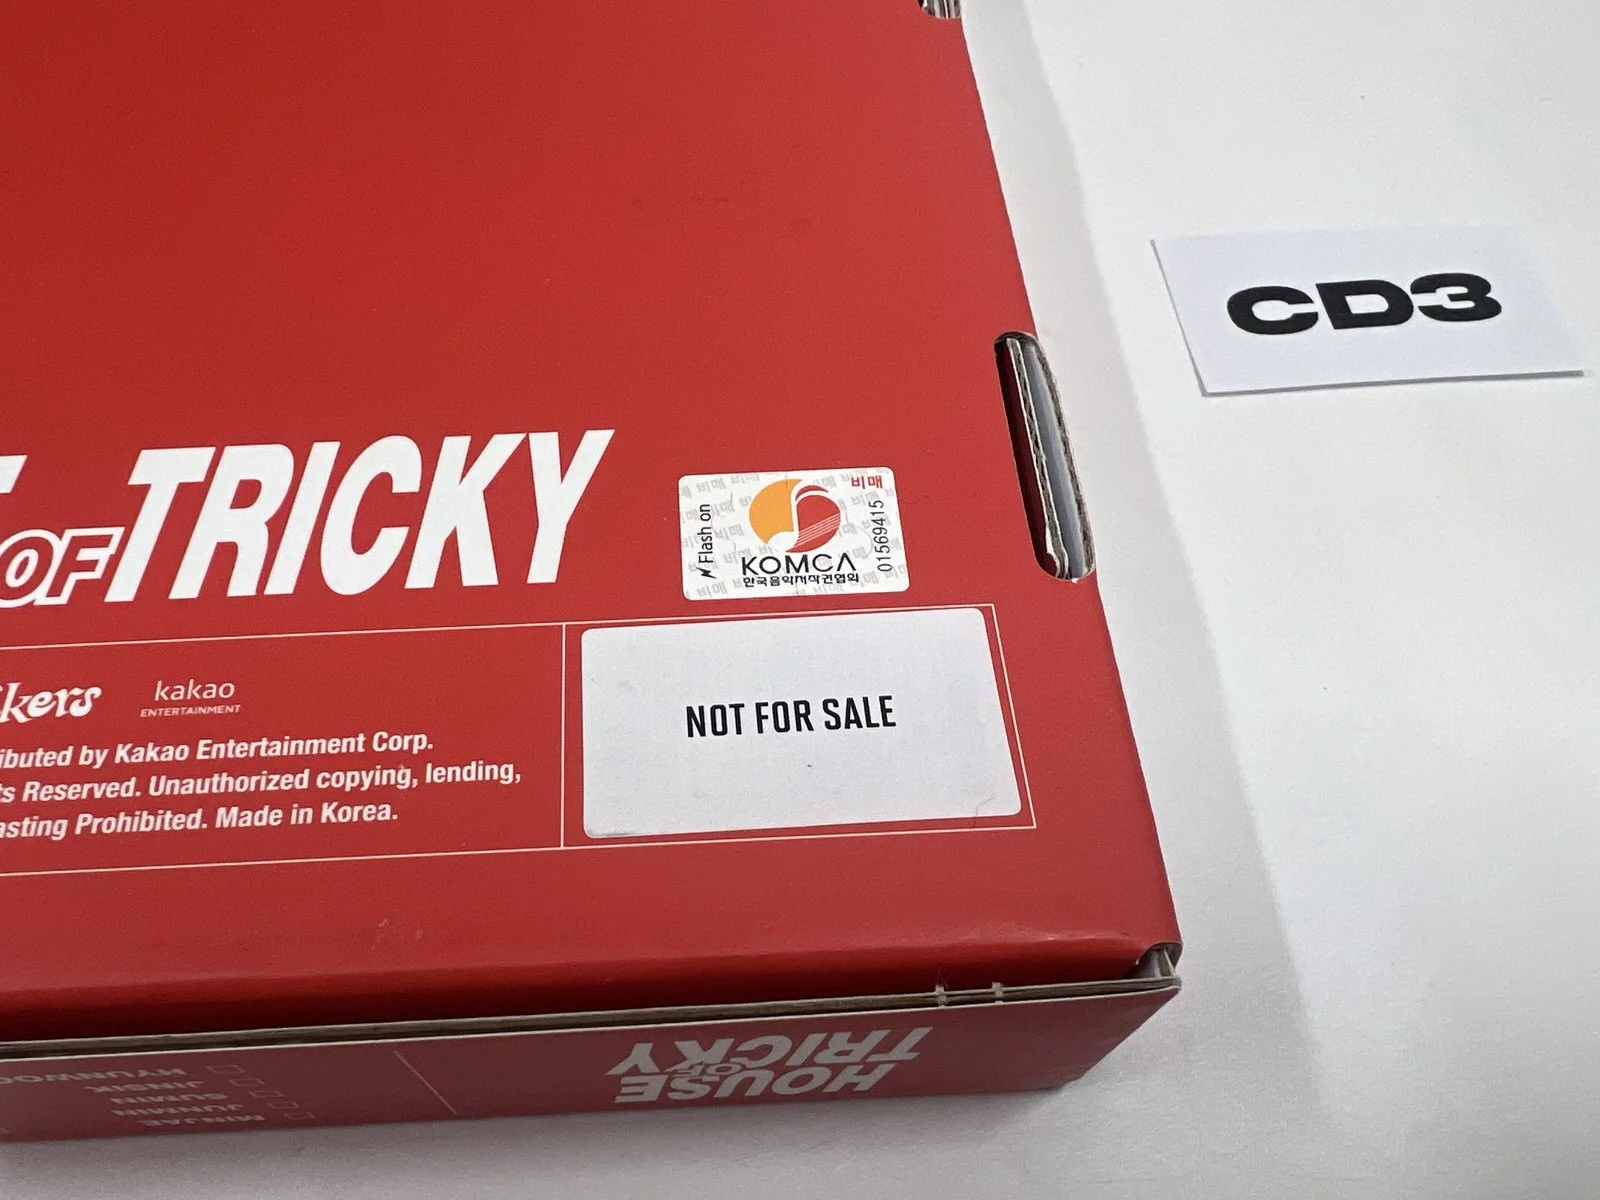 CD3
OF TRICKY
비매
Flash on
01569415
KOMCA
한국음악저작권협회
kers
kakao
ENTERTAINMENT
NOT FOR SALE
ibuted by Kakao Entertainment Corp.
ts Reserved. Unauthorized copying, lending,
asting Prohibited. Made in Korea.
HOUSE
OF
TRICKY
MINJAE
JUNMIN
SUMIN
JINSIK
HYUNWOO